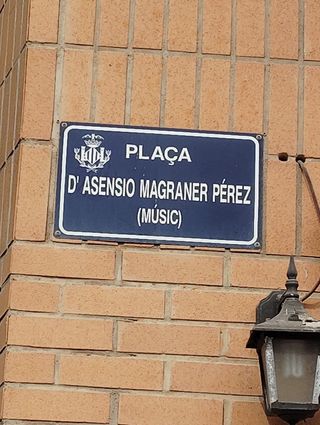 PLAÇA
D' ASENSIO MAGRANER PÉREZ
(MÚSIC)